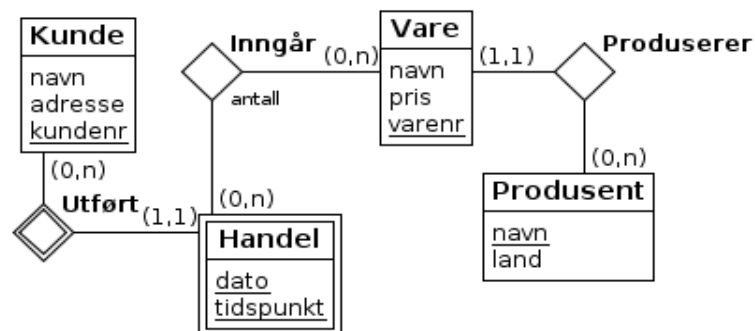 Kunde
navn
adresse
kundenr
(0,n)
Utført
(1,1)
Inngår
antall
(0,n)
(0,n)
Handel
dato
tidspunkt
Vare
navn
pris
varenr
(1,1)
Produserer
(0,n)
Produsent
navn
land